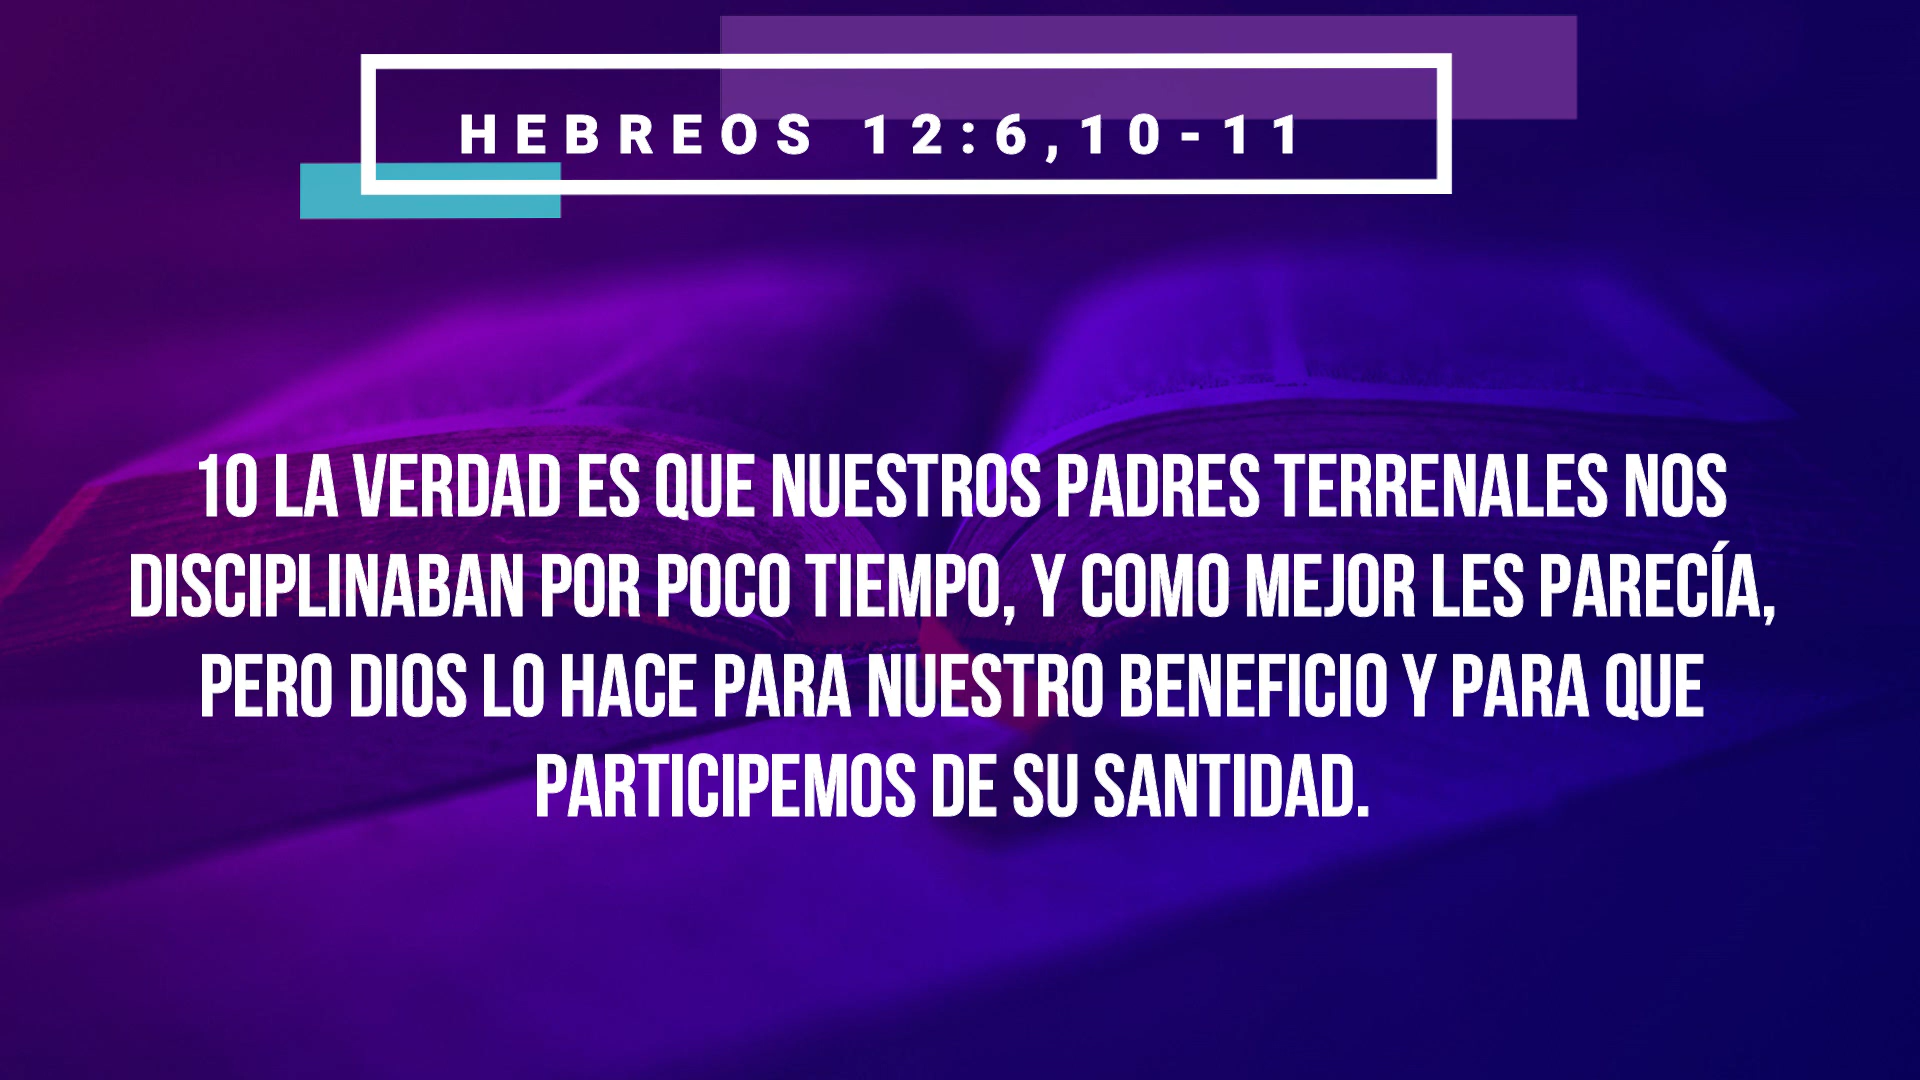 HEBREOS 12:6,10-11
10 LA VERDAD ES QUE NUESTROS PADRES TERRENALES NOS
DISCIPLINABAN POR POCO TIEMPO, Y COMO MEJOR LES PARECÍA,
PERO DIOS LO HACE PARA NUESTRO BENEFICIO Y PARA QUE
PARTICIPEMOS DE SU SANTIDAD.